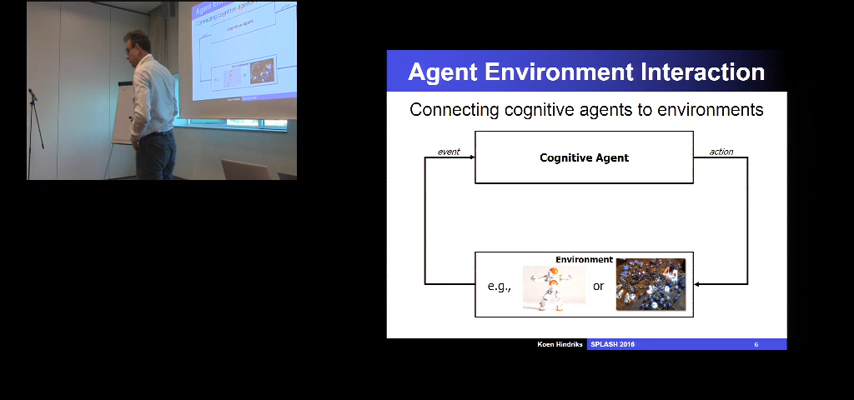 Agent Environment Interaction
Connecting cognitive agents to environments
event
Cognitive Agent
action
Environment
e.g.,
or
Koen Hindriks
SPLASH 2016
6